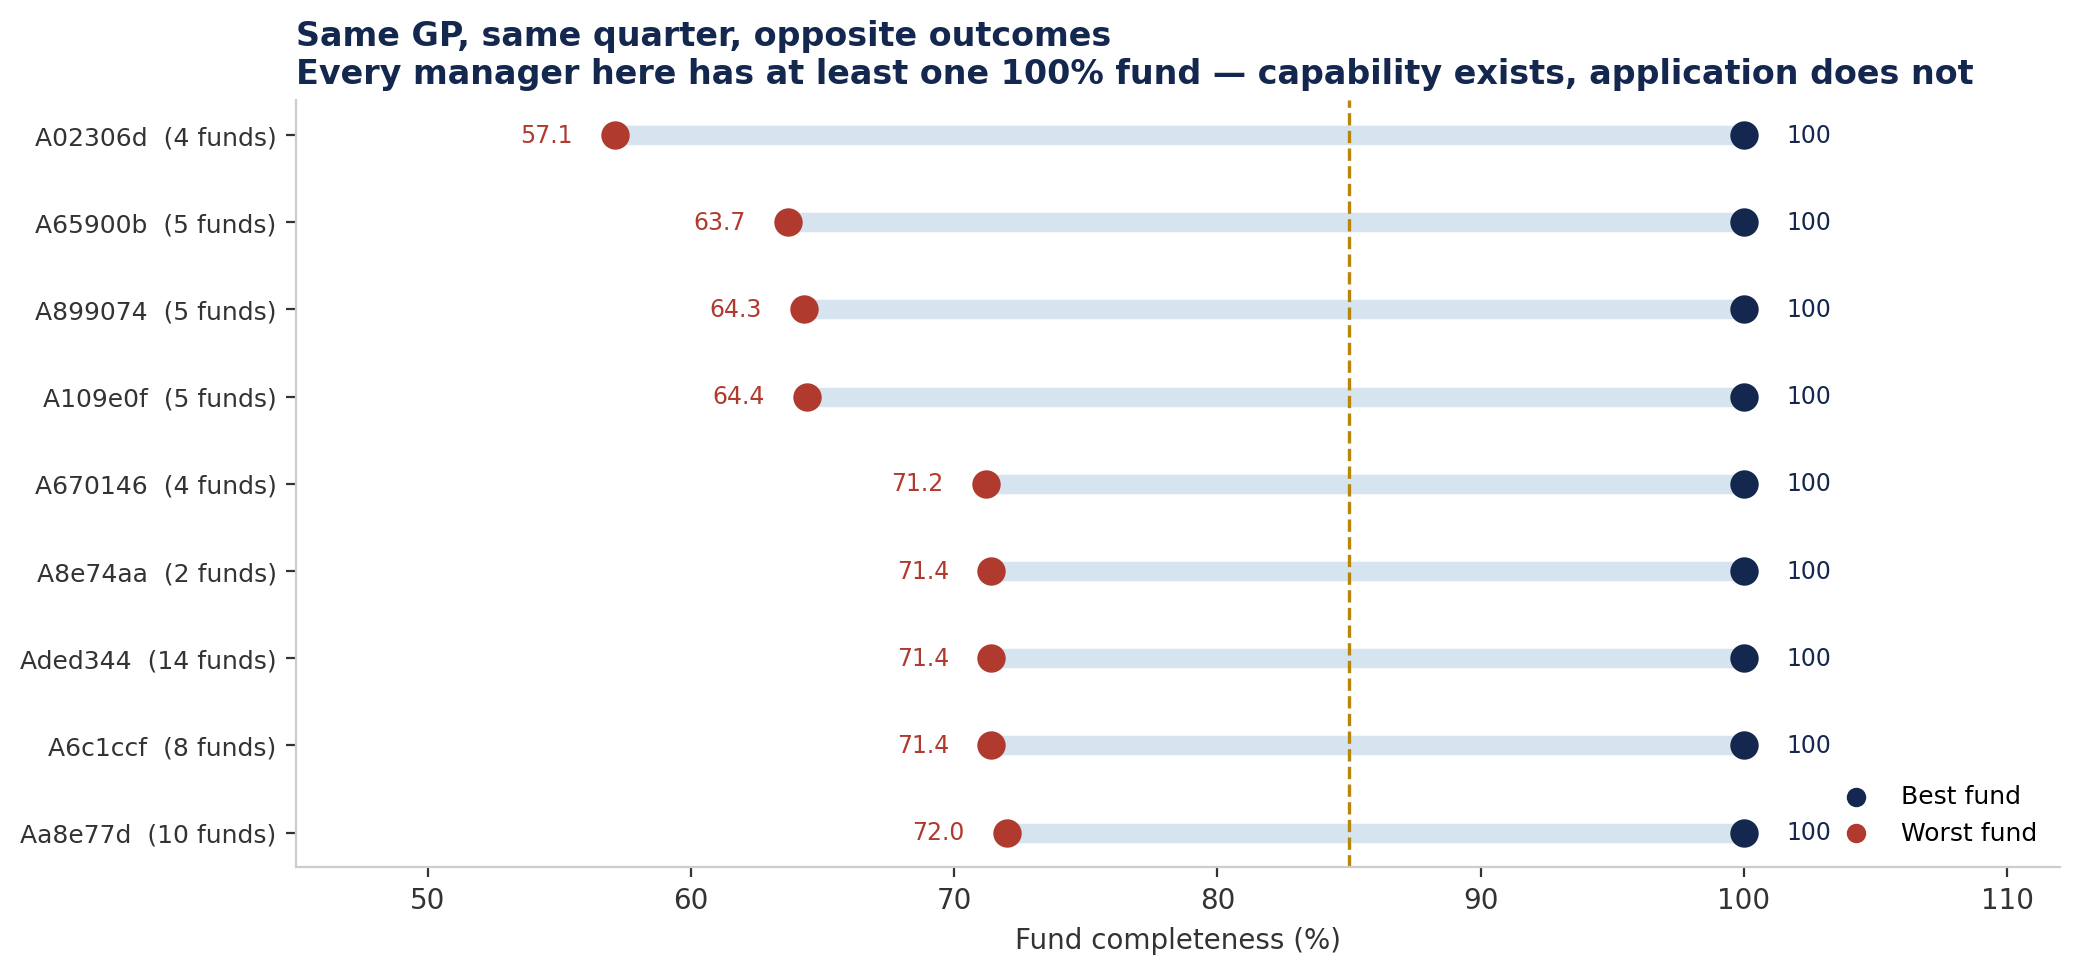 Same GP, same quarter, opposite outcomes
Every manager here has at least one 100% fund — capability exists, application does not
A02306d (4 funds) 57.1 100
A65900b (5 funds) 63.7 100
A899074 (5 funds) 64.3 100
A109e0f (5 funds) 64.4 100
A670146 (4 funds) 71.2 100
A8e74aa (2 funds) 71.4 100
Aded344 (14 funds) 71.4 100
A6c1ccf (8 funds) 71.4 100
Best fund
Aa8e77d (10 funds) 72.0 100
Worst fund
50 60 70 80 90 100 110
Fund completeness (%)